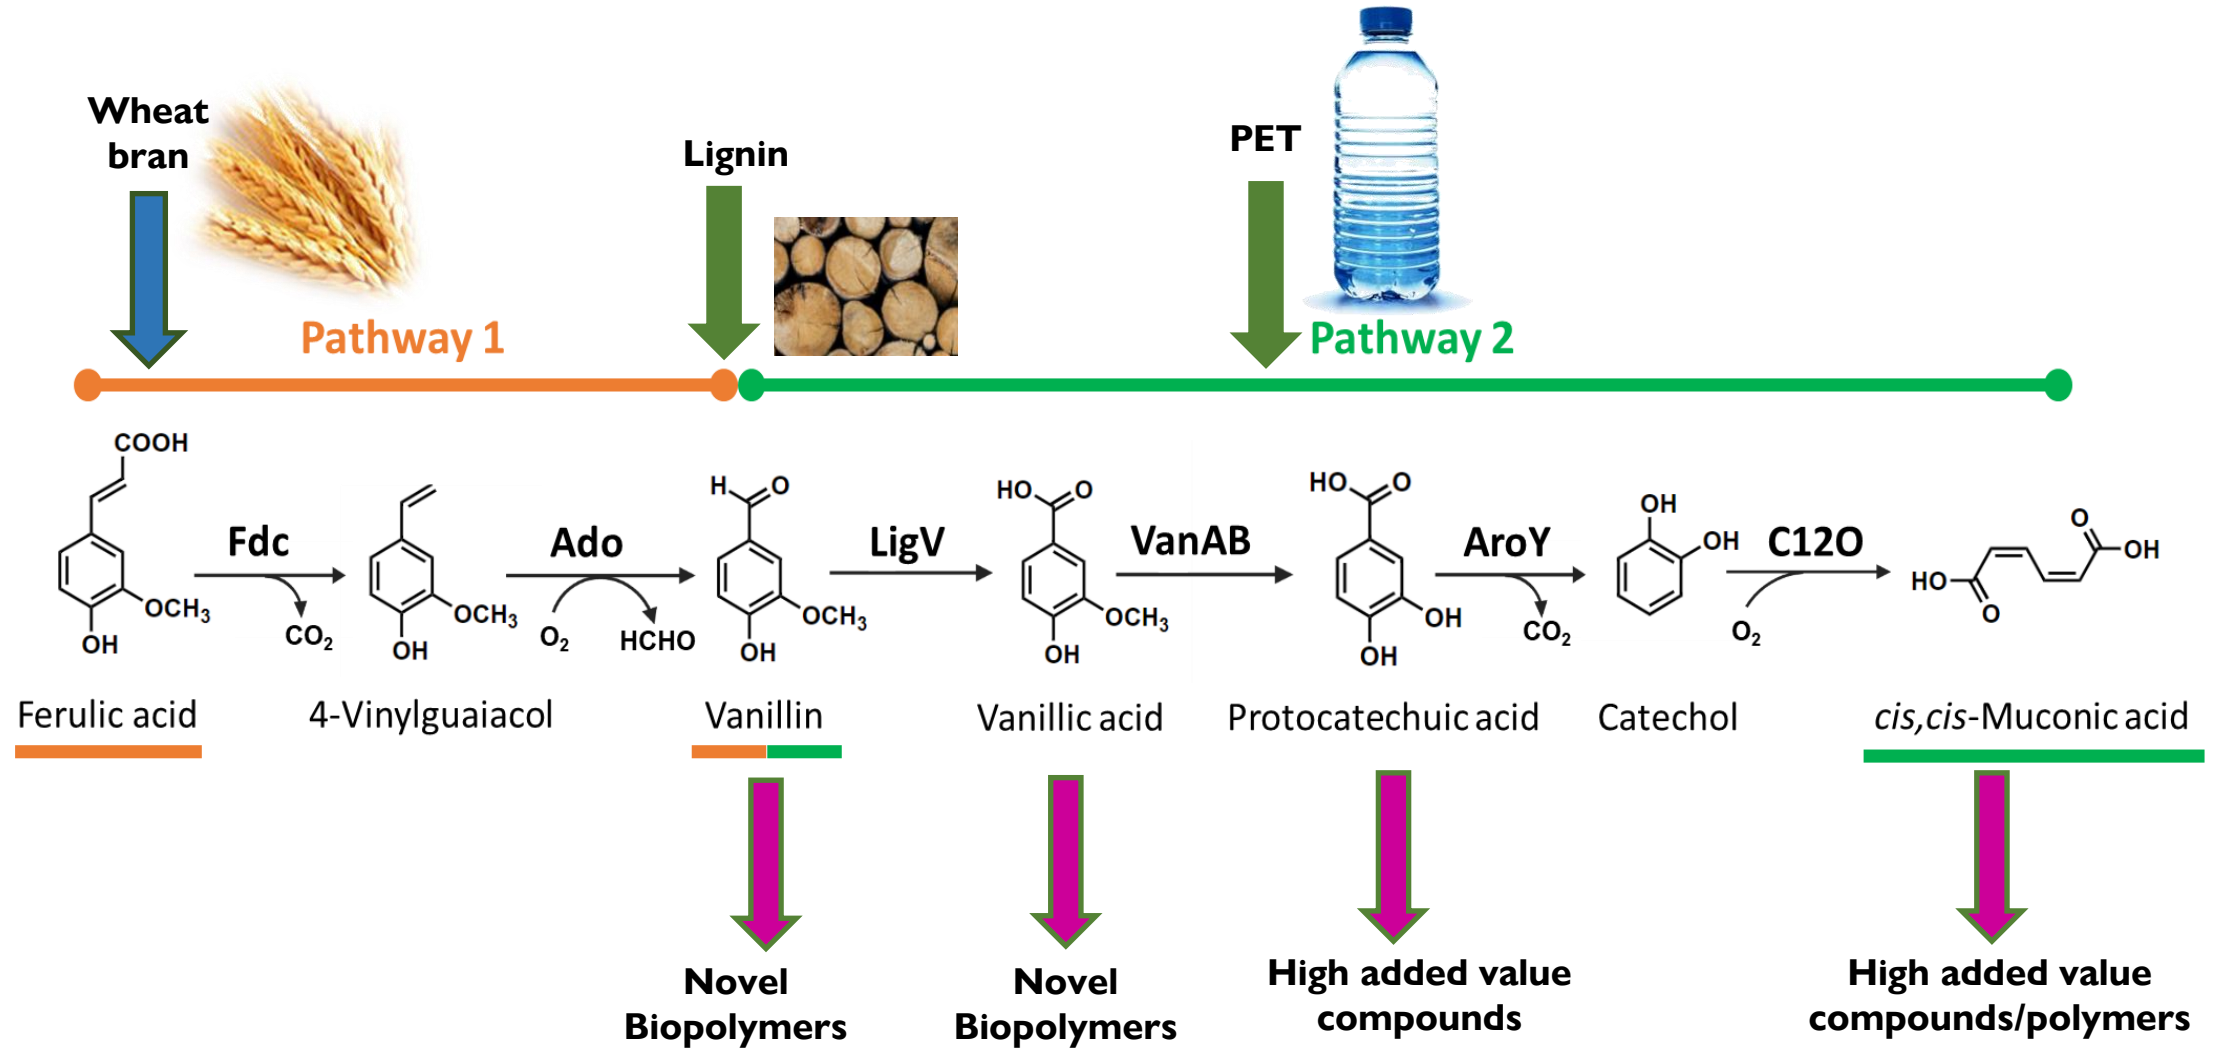 Wheat
bran
Lignin
PET
Pathway 1
Pathway 2
COOH
OCH3
OH
Fdc
CO2
OCH3
OH
Ado
O2
HCHO
H
O
OCH3
OH
LigV
HO
O
OCH3
OH
VanAB
HO
O
OH
OH
AroY
CO2
OH
OH
C12O
O2
O
OH
HO
O
Ferulic acid
4-Vinylguaiacol
Vanillin
Vanillic acid
Protocatechuic acid
Catechol
cis,cis-Muconic acid
Novel
Biopolymers
Novel
Biopolymers
High added value
compounds
High added value
compounds/polymers